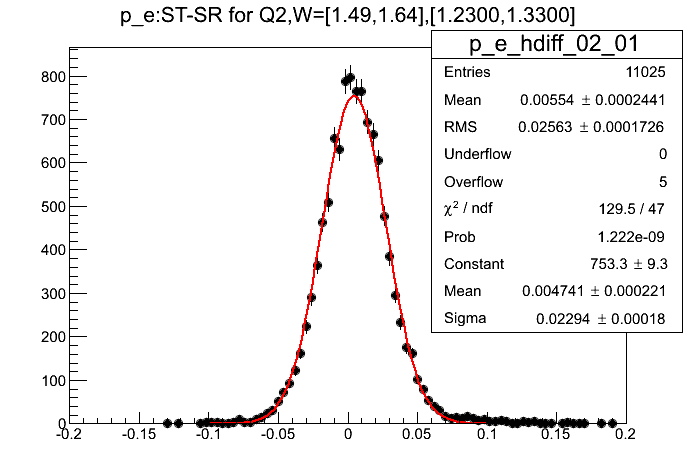 p_e:ST-SR for Q2,W=[1.49,1.64],[1.2300,1.3300]
p_e_hdiff_02_01
Entries 11025
Mean 0.00554 ± 0.0002441
RMS 0.02563 ± 0.0001726
Underflow 0
Overflow 5
χ² / ndf 129.5 / 47
Prob 1.222e-09
Constant 753.3 ± 9.3
Mean 0.004741 ± 0.000221
Sigma 0.02294 ± 0.00018
800
700
600
500
400
300
200
100
0
-0.2 -0.15 -0.1 -0.05 0 0.05 0.1 0.15 0.2